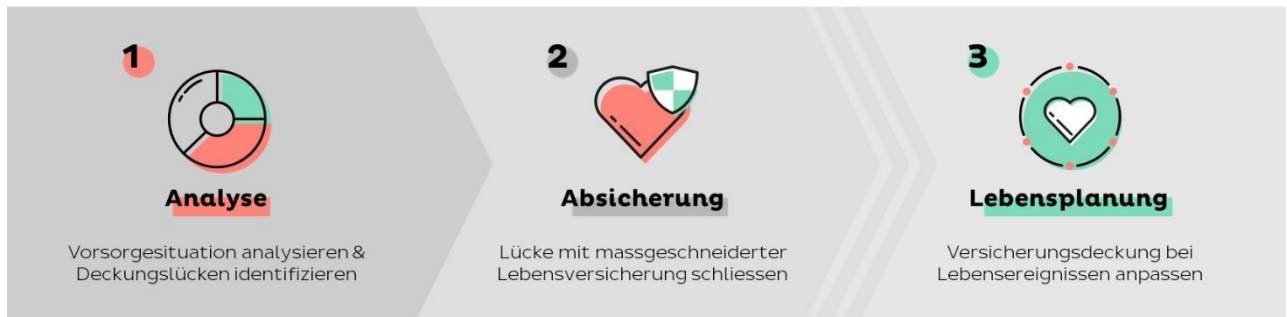 1
Analyse
Vorsorgesituation analysieren &
Deckungslücken identifizieren
2
Absicherung
Lücke mit massgeschneiderter
Lebensversicherung schliessen
3
Lebensplanung
Versicherungsdeckung bei
Lebensereignissen anpassen